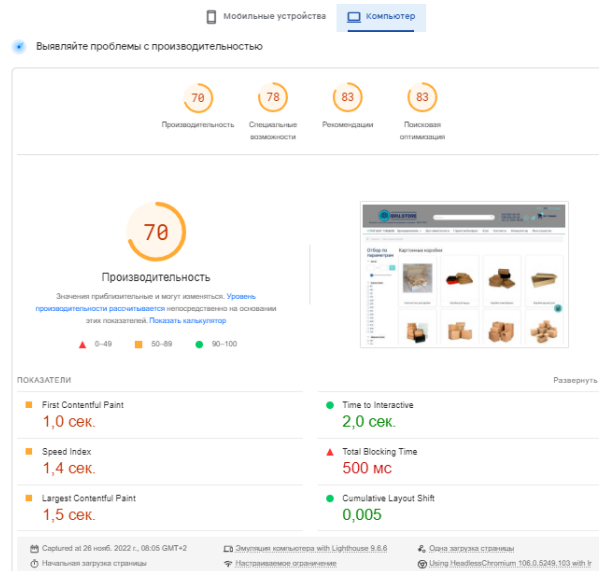 Мобильные устройства
Компьютер
Выявляйте проблемы с производительностью
70
78
83
83
Производительность
Специальные
возможности
Рекомендации
Поисковая
оптимизация
70
Производительность
Значения приблизительные и могут изменяться. Уровень
производительности рассчитывается непосредственно на основании
этих показателей. Показать калькулятор
0–49
50–89
90–100
Картонные коробки
Отбор по
параметрам
ПОКАЗАТЕЛИ
Развернуть
First Contentful Paint
1,0 сек.
Time to Interactive
2,0 сек.
Speed Index
1,4 сек.
Total Blocking Time
500 мс
Largest Contentful Paint
1,5 сек.
Cumulative Layout Shift
0,005
Captured at 26 нояб. 2022 г., 08:05 GMT+2
Эмуляция компьютера with Lighthouse 9.6.6
Одна загрузка страницы
Начальная загрузка страницы
Настраиваемое ограничение
Using HeadlessChromium 106.0.5249.103 with lr